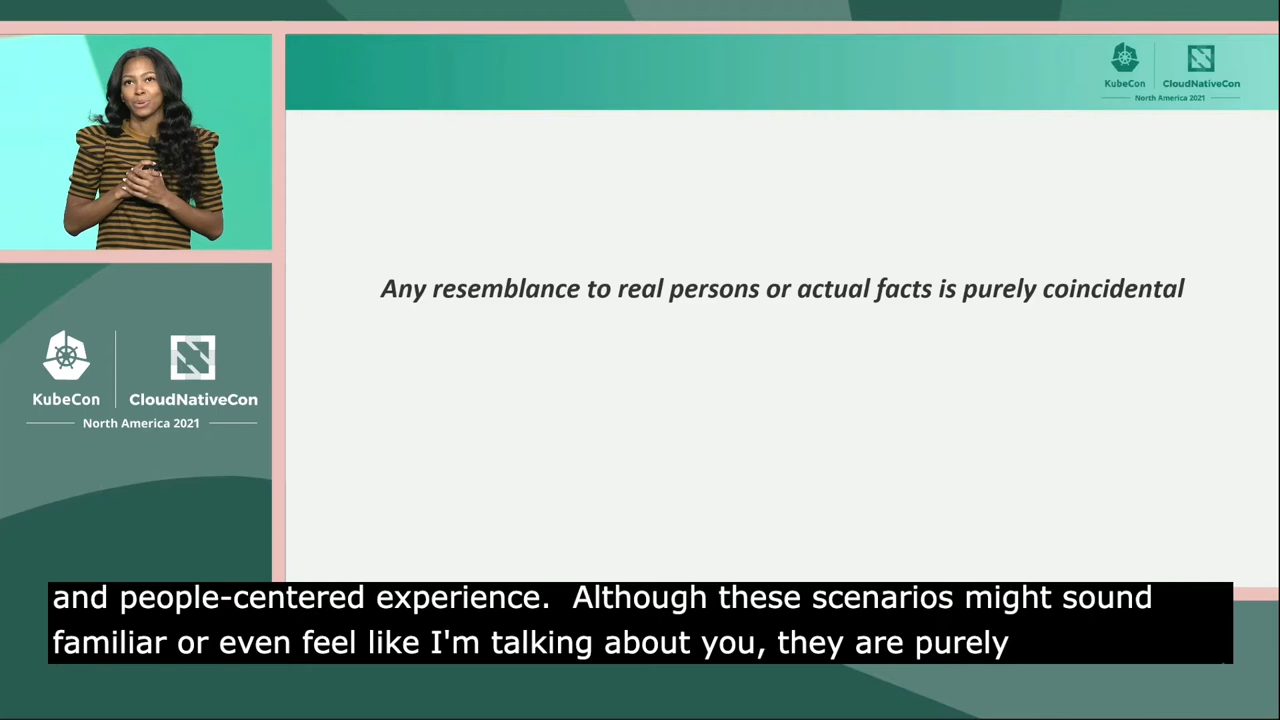 KubeCon
CloudNativeCon
North America 2021
Any resemblance to real persons or actual facts is purely coincidental
KubeCon
CloudNativeCon
North America 2021
and people-centered experience.  Although these scenarios might sound
familiar or even feel like I'm talking about you, they are purely